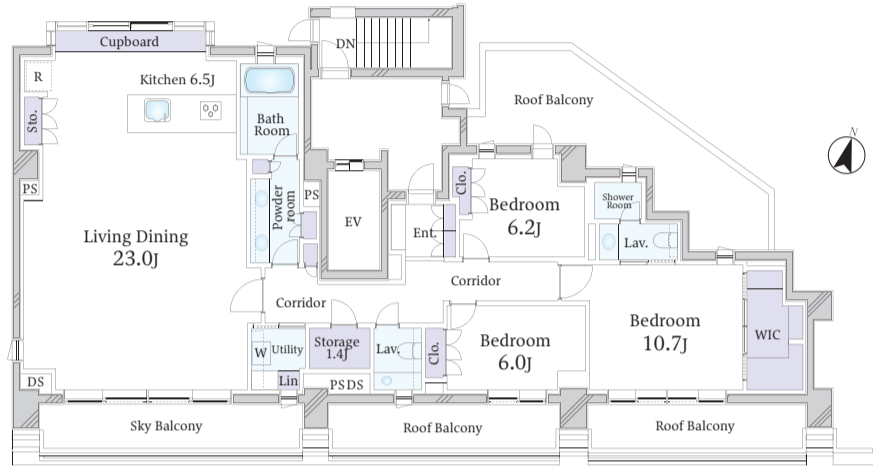 Cupboard
DN
R
Kitchen 6.5J
Sto.
Bath
Room
Roof Balcony
N
PS
Powder
room
PS
EV
Clo.
Bedroom
6.2J
Shower
Room
Ent.
Lav.
Living Dining
23.0J
Corridor
Corridor
Bedroom
10.7J
WIC
W
Utility
Storage
1.4J
Lav.
Clo.
Bedroom
6.0J
DS
Lin
PS DS
Sky Balcony
Roof Balcony
Roof Balcony